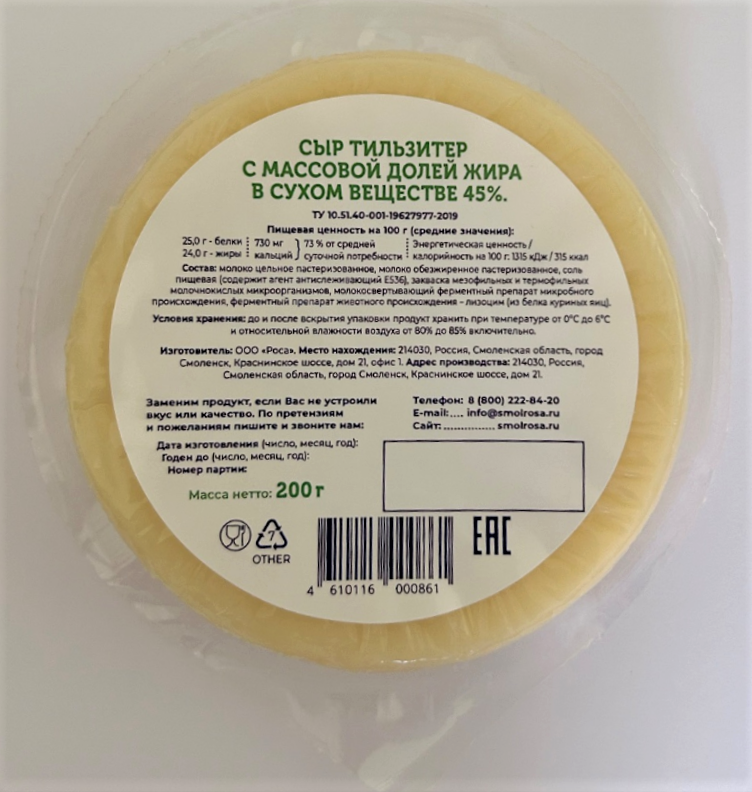 СЫР ТИЛЬЗИТЕР
С МАССОВОЙ ДОЛЕЙ ЖИРА
В СУХОМ ВЕЩЕСТВЕ 45%.
ТУ 10.51.40-001-19627977-2019
Пищевая ценность на 100 г (средние значения):
25,0 г - белки 730 мг 73 % от средней Энергетическая ценность /
24,0 г - жиры кальций суточной потребности калорийность на 100 г: 1315 кДж / 315 ккал
Состав: молоко цельное пастеризованное, молоко обезжиренное пастеризованное, соль
пищевая (содержит агент антислеживающий Е536), закваска мезофильных и термофильных
молочнокислых микроорганизмов, молокосвертывающий ферментный препарат микробного
происхождения, ферментный препарат животного происхождения – лизоцим (из белка куриных яиц).
Условия хранения: до и после вскрытия упаковки продукт хранить при температуре от 0°С до 6°С
и относительной влажности воздуха от 80% до 85% включительно.
Изготовитель: ООО «Роса». Место нахождения: 214030, Россия, Смоленская область, город
Смоленск, Краснинское шоссе, дом 21, офис 1. Адрес производства: 214030, Россия,
Смоленская область, город Смоленск, Краснинское шоссе, дом 21.
Заменим продукт, если Вас не устроили
вкус или качество. По претензиям
и пожеланиям пишите и звоните нам:
Телефон: 8 (800) 222-84-20
E-mail:.... info@smolrosa.ru
Сайт: ............... smolrosa.ru
Дата изготовления (число, месяц, год):
Годен до (число, месяц, год):
Номер партии:
Масса нетто: 200 г
7
OTHER
EAC
4 610116 000861